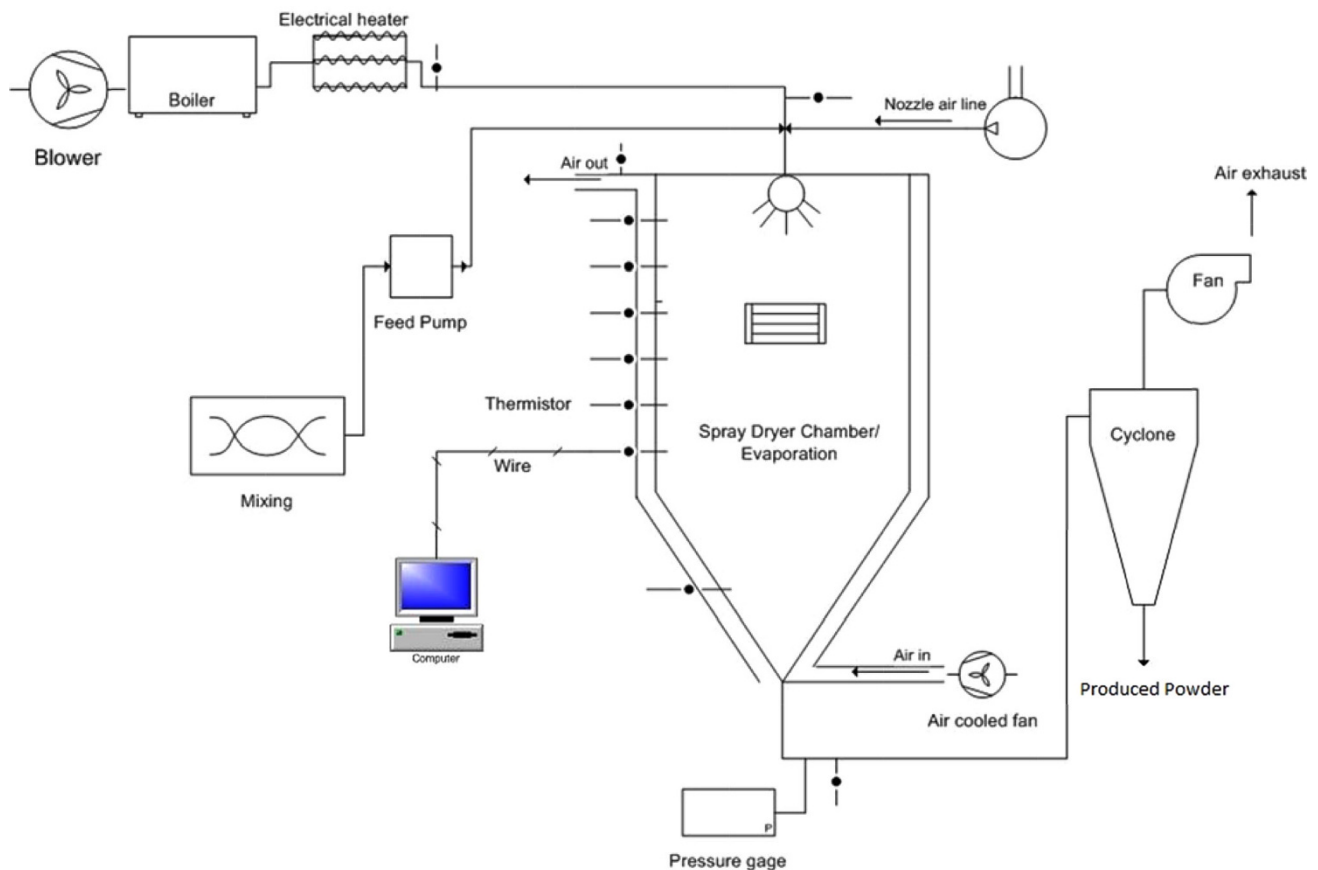 Electrical heater
Boiler
Blower
Nozzle air line
Air out
Air exhaust
Fan
Feed Pump
Thermistor
Spray Dryer Chamber/
Evaporation
Cyclone
Wire
Mixing
Computer
Air in
Produced Powder
Air cooled fan
P
Pressure gage